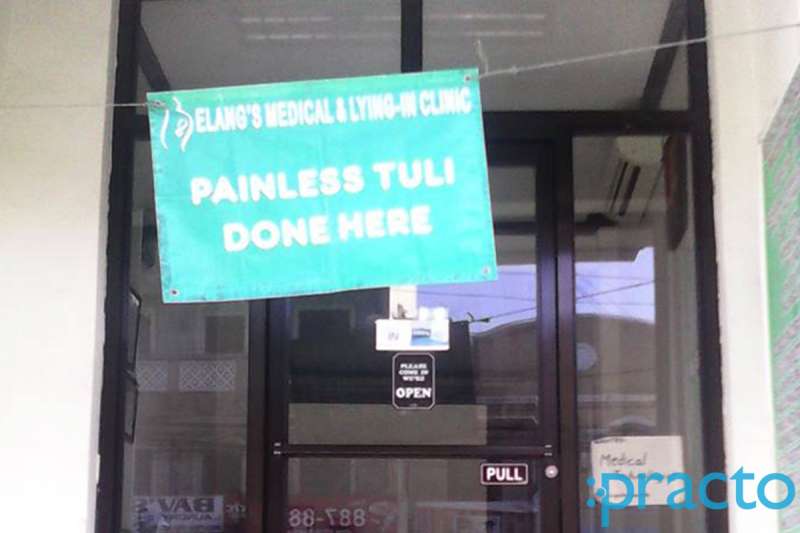 ELANG'S MEDICAL & LYING-IN CLINIC
PAINLESS TULI
DONE HERE
IN
PLEASE
COME IN
WE'RE
OPEN
PULL
Medical
:practo
BAV'S
887-88